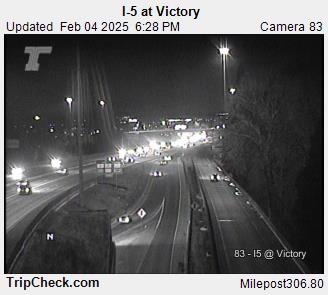 I-5 at Victory
Updated Feb 04 2025 6:28 PM Camera 83
T
N
83 - I5 @ Victory
TripCheck.com Milepost306.80